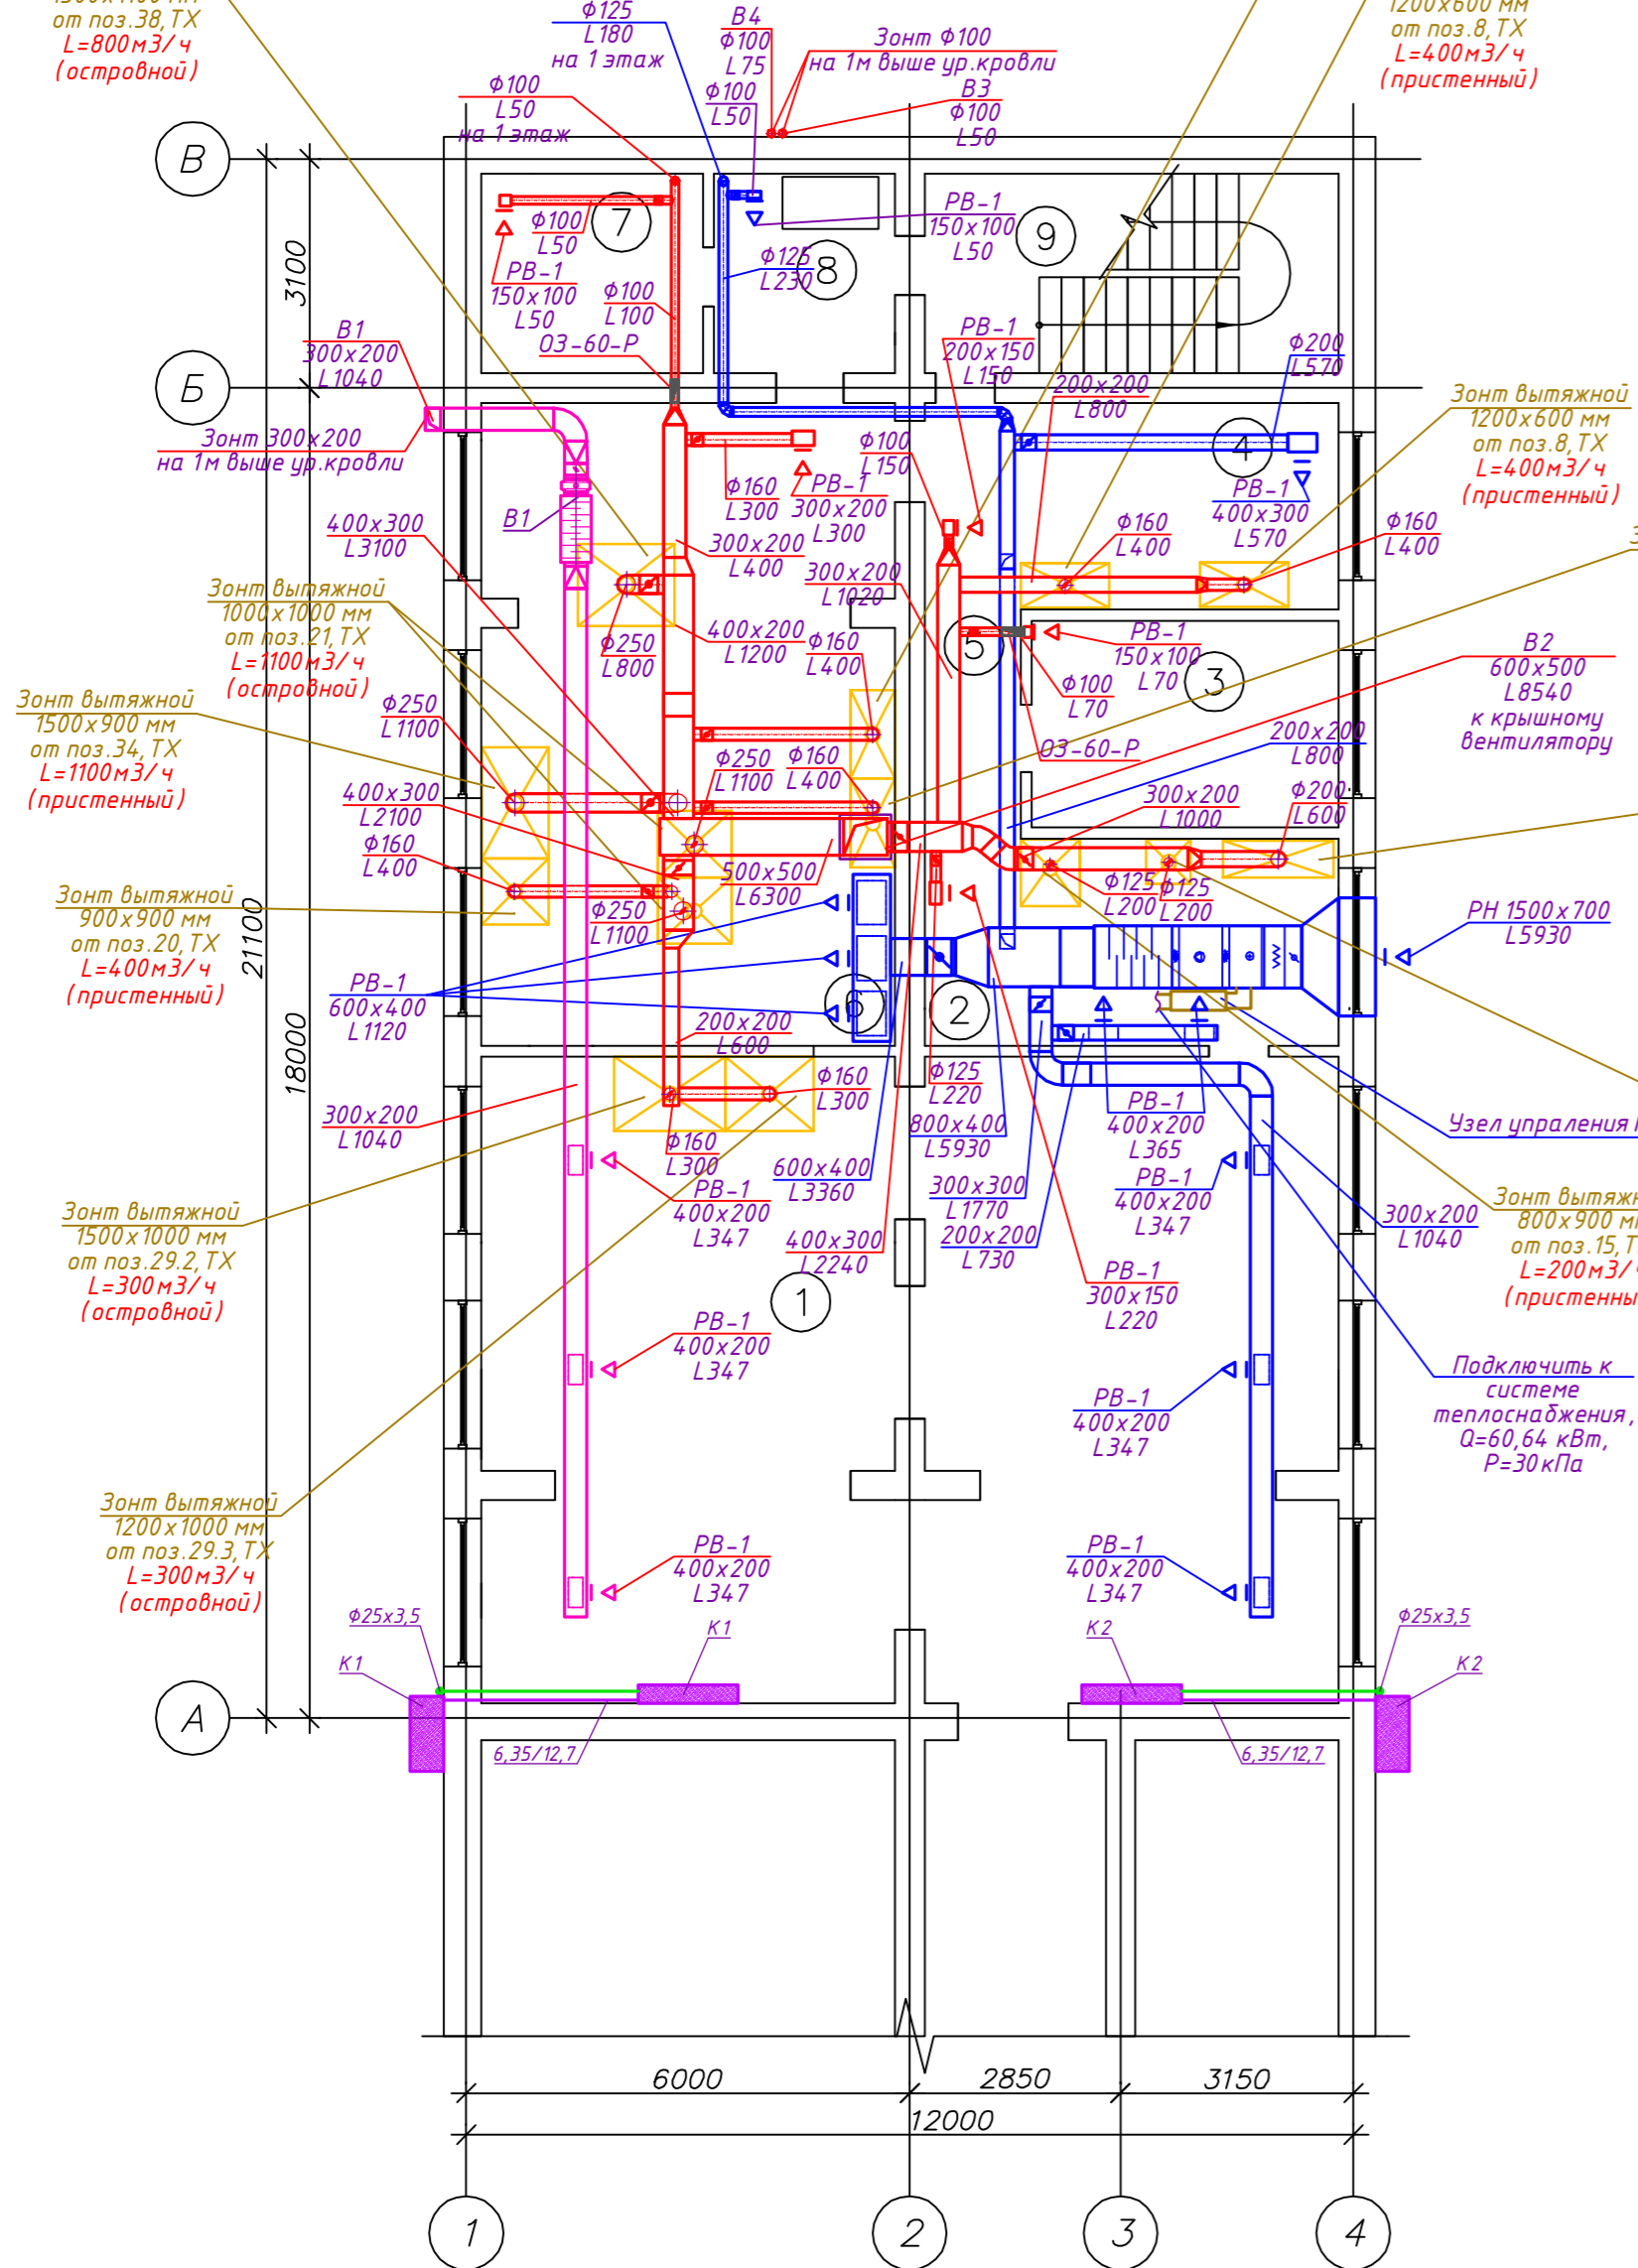 от поз.38,ТХ
L=800м3/ч
(островной)
ф125
L180
на 1 этаж
В4
ф100
L75
ф100
L50
Зонт ф100
на 1м выше ур.кровли
В3
ф100
L50
1200х600 мм
от поз.8,ТХ
L=400м3/ч
(пристенный)
ф100
L50
на 1 этаж
В
3100
7
ф100
L50
РВ-1
150х100
L50
ф100
L100
ОЗ-60-Р
ф125
L230
8
РВ-1
150х100
L50
9
В1
300х200
L1040
Б
Зонт 300х200
на 1м выше ур.кровли
В1
РВ-1
200х150
L150
200х200
L800
ф200
L570
4
РВ-1
400х300
L570
Зонт вытяжной
1200х600 мм
от поз.8,ТХ
L=400м3/ч
(пристенный)
ф160
L400
ф160
L400
400х300
L3100
ф160
L300
РВ-1
300х200
L300
ф100
L150
300х200
L400
300х200
L1020
Зонт вытяжной
1000х1000 мм
от поз.21,ТХ
L=1100м3/ч
(островной)
ф250
L800
400х200
L1200
ф160
L400
5
РВ-1
150х100
L70
3
ф100
L70
ОЗ-60-Р
В2
600х500
L8540
к крышному
вентилятору
Зонт вытяжной
1500х900 мм
от поз.34,ТХ
L=1100м3/ч
(пристенный)
ф250
L1100
ф250
L1100
ф160
L400
200х200
L800
300х200
L1000
ф200
L600
400х300
L2100
ф160
L400
500х500
L6300
ф125
L200
ф125
L200
Зонт вытяжной
900х900 мм
от поз.20,ТХ
L=400м3/ч
(пристенный)
21100
18000
ф250
L1100
РН 1500х700
L5930
РВ-1
600х400
L1120
6
2
200х200
L600
300х200
L1040
ф160
L300
ф160
L300
ф125
L220
800х400
L5930
РВ-1
400х200
L365
Узел упраления
600х400
L3360
300х300
L1770
200х200
L730
400х300
L2240
РВ-1
400х200
L347
РВ-1
400х200
L347
300х200
L1040
Зонт вытяжной
1500х1000 мм
от поз.29.2,ТХ
L=300м3/ч
(островной)
800х900
от поз.15,
L=200м3/
1
РВ-1
300х150
L220
РВ-1
400х200
L347
РВ-1
400х200
L347
Подключить к
системе
теплоснабжения,
Q=60,64 кВт,
Р=30кПа
Зонт вытяжной
1200х1000 мм
от поз.29.3,ТХ
L=300м3/ч
(островной)
РВ-1
400х200
L347
РВ-1
400х200
L347
ф25х3,5
К1
К1
К2
ф25х3,5
К2
А
6,35/12,7
6,35/12,7
6000
2850
3150
12000
1
2
3
4